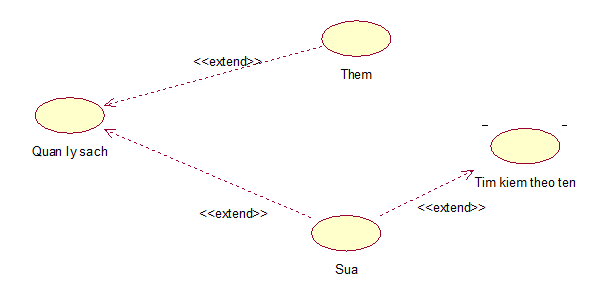 <<extend>>
Them
Quan ly sach
Tim kiem theo ten
<<extend>>
<<extend>>
Sua